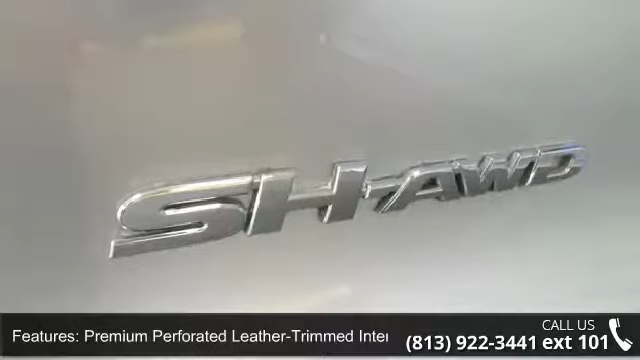 SH-AWD
CALL US
Features: Premium Perforated Leather-Trimmed Inter
(813) 922-3441 ext 101